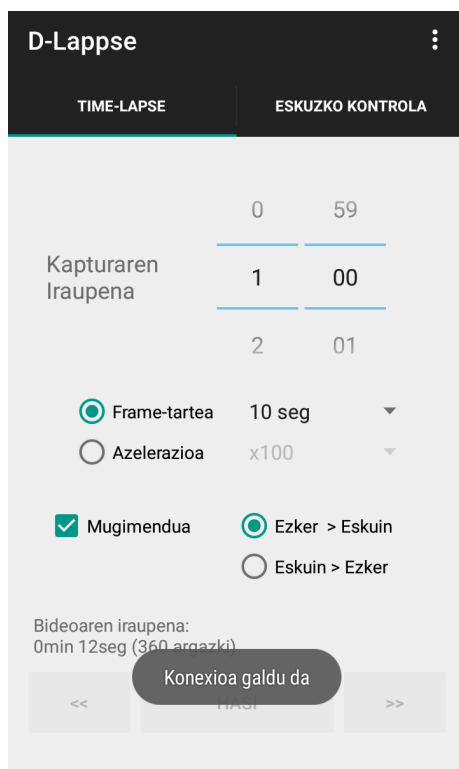 D-Lappse
TIME-LAPSE ESKUZKO KONTROLA
0 59
Kapturaren
Iraupena
1 00
2 01
Frame-tartea 10 seg
Azelerazioa x100
Mugimendua Ezker > Eskuin
Eskuin > Ezker
Bideoaren iraupena:
0min 12seg (360 argazki)
Konexioa galdu da
<< HASI >>